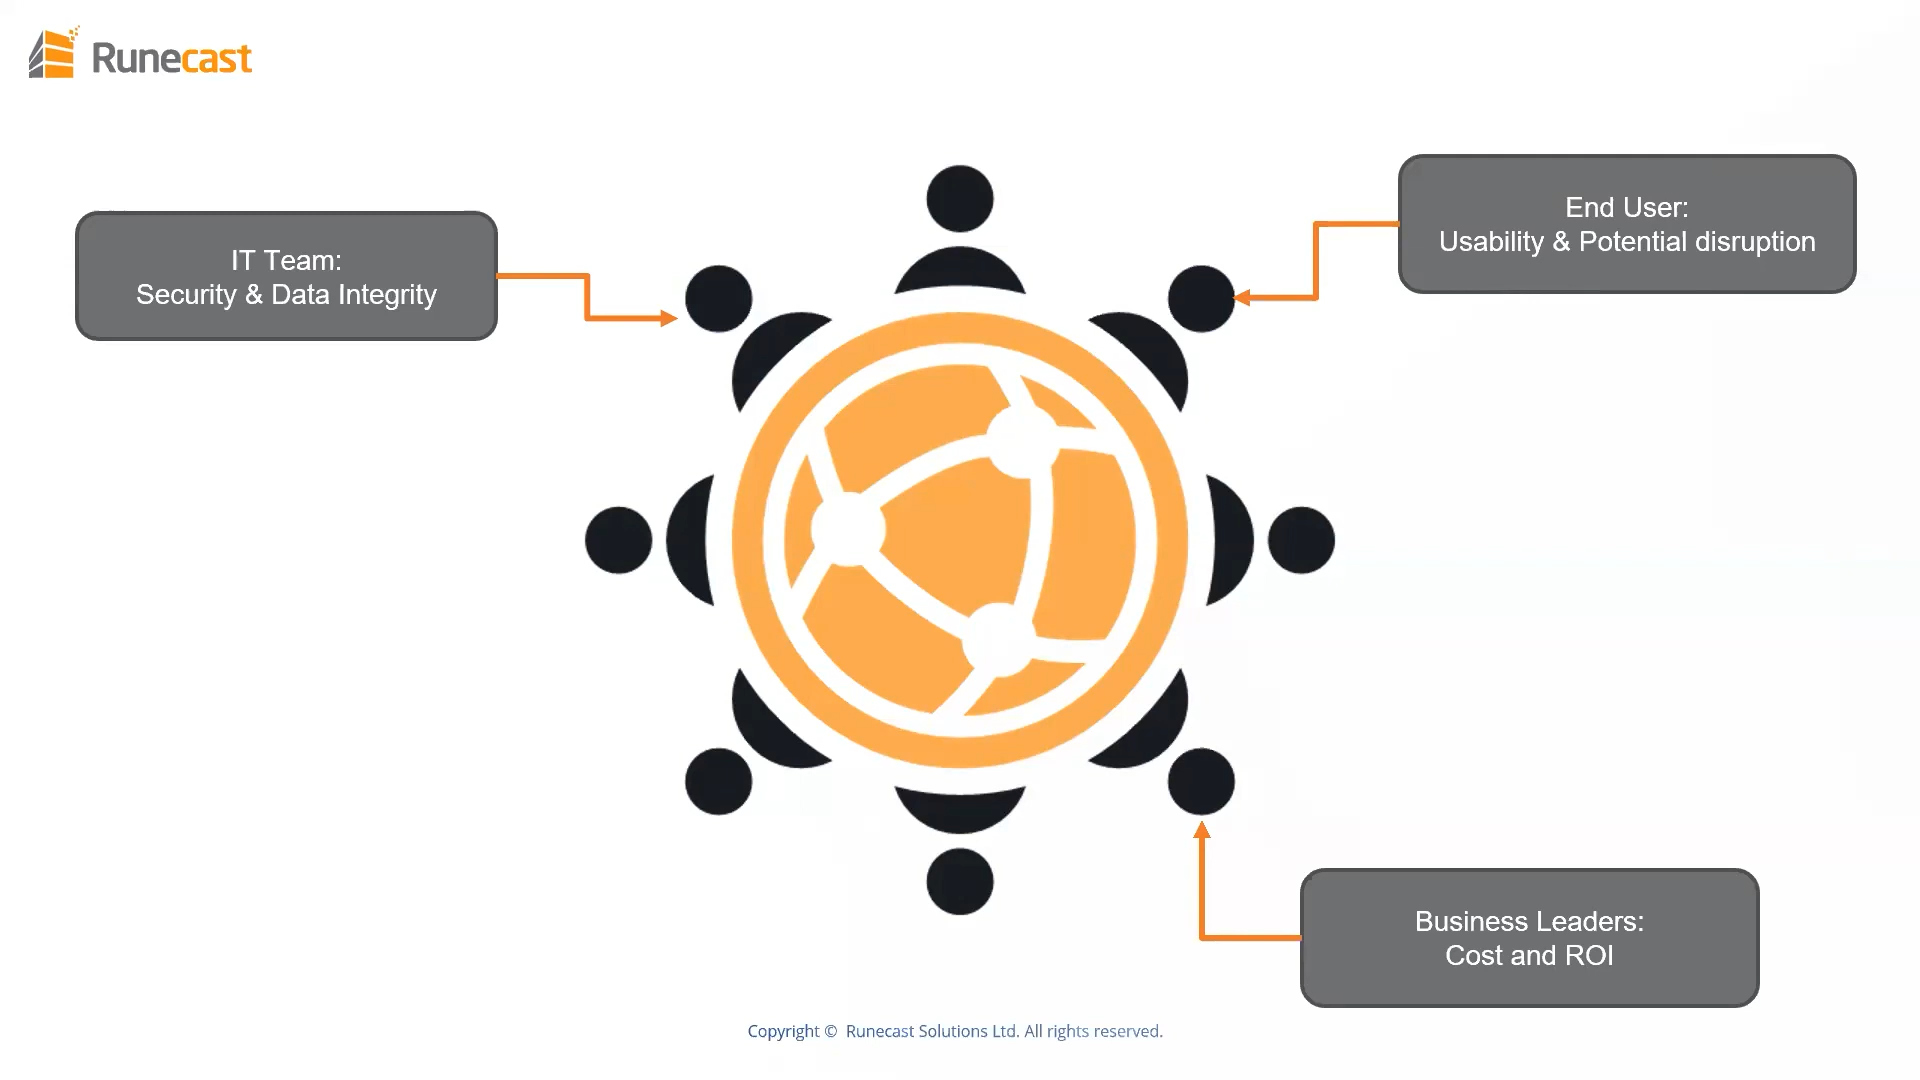 Runecast
IT Team:
Security & Data Integrity
End User:
Usability & Potential disruption
Business Leaders:
Cost and ROI
Copyright © Runecast Solutions Ltd. All rights reserved.